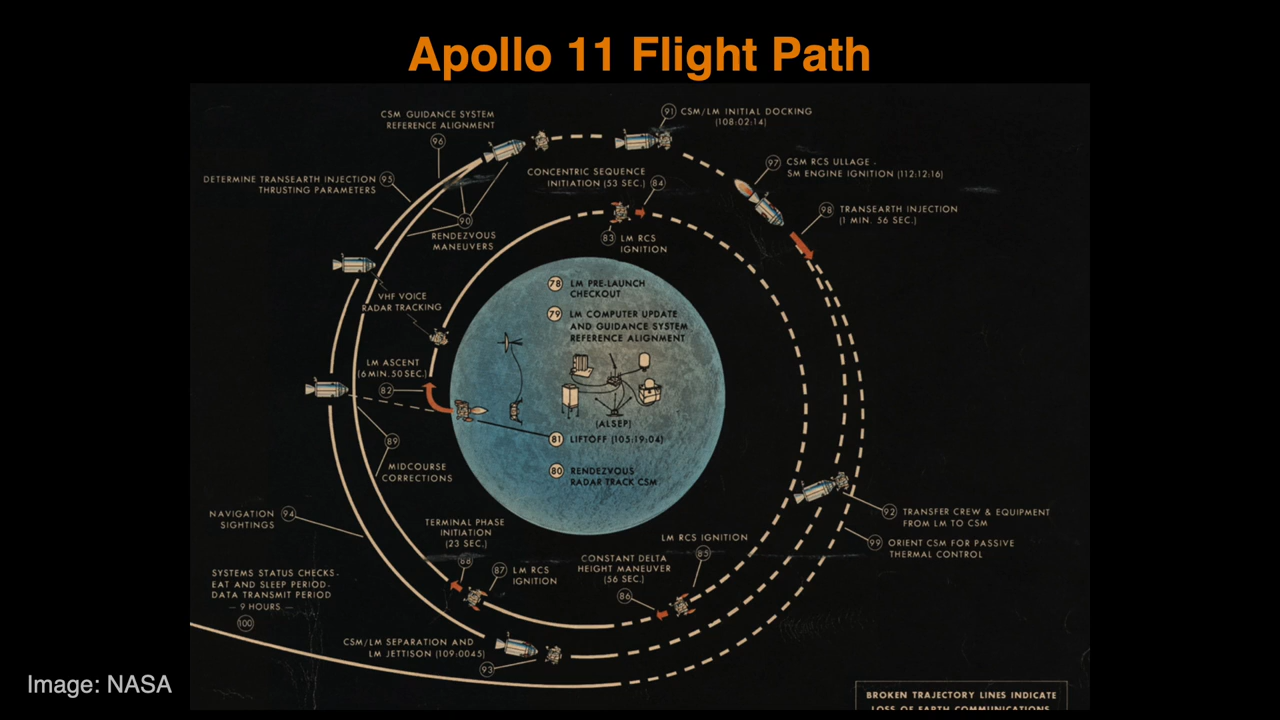 Apollo 11 Flight Path
CSM GUIDANCE SYSTEM
REFERENCE ALIGNMENT
96
91 CSM/LM INITIAL DOCKING
(108:02:14)
97 CSM RCS ULLAGE -
SM ENGINE IGNITION (112:12:16)
DETERMINE TRANSEARTH INJECTION 95
THRUSTING PARAMETERS
CONCENTRIC SEQUENCE
INITIATION (53 SEC.) 84
98 TRANSEARTH INJECTION
(1 MIN. 56 SEC.)
90
RENDEZVOUS
MANEUVERS
83 LM RCS
IGNITION
78 LM PRE-LAUNCH
CHECKOUT
VHF VOICE
RADAR TRACKING
79 LM COMPUTER UPDATE
AND GUIDANCE SYSTEM
REFERENCE ALIGNMENT
LM ASCENT
(6 MIN. 50 SEC.)
82
(ALSEP)
81 LIFTOFF (105:19:04)
89
MIDCOURSE
CORRECTIONS
80 RENDEZVOUS
RADAR TRACK CSM
NAVIGATION 94
SIGHTINGS
92 TRANSFER CREW & EQUIPMENT
FROM LM TO CSM
TERMINAL PHASE
INITIATION
(23 SEC.)
88
LM RCS IGNITION
85
99 ORIENT CSM FOR PASSIVE
THERMAL CONTROL
87 LM RCS
IGNITION
CONSTANT DELTA
HEIGHT MANEUVER
(56 SEC.)
86
SYSTEMS STATUS CHECKS-
EAT AND SLEEP PERIOD-
DATA TRANSMIT PERIOD
— 9 HOURS —
100
CSM/LM SEPARATION AND
LM JETTISON (109:0045)
93
Image: NASA
BROKEN TRAJECTORY LINES INDICATE
LOSS OF EARTH COMMUNICATIONS